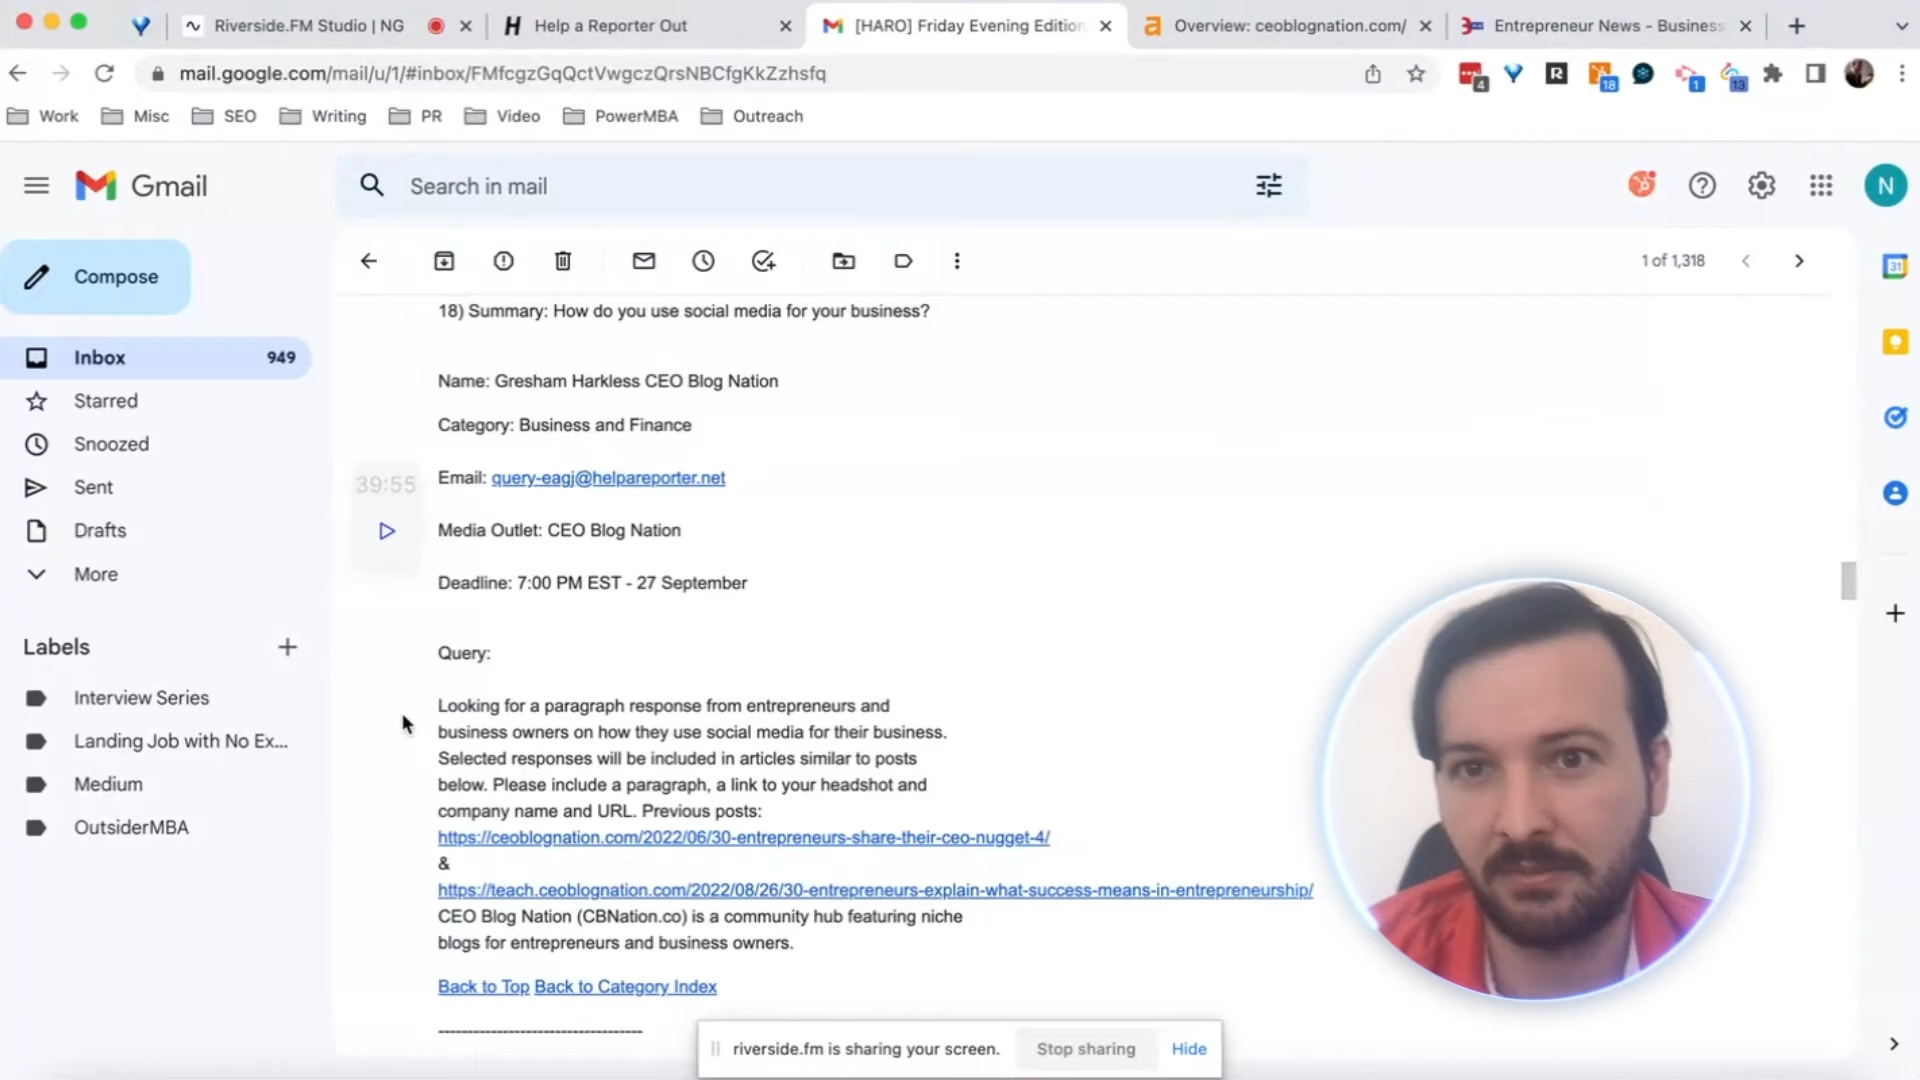 Riverside.FM Studio | NG
Help a Reporter Out
[HARO] Friday Evening Edition
Overview: ceoblognation.com/
Entrepreneur News - Business
mail.google.com/mail/u/1/#inbox/FMfcgzGqQctVwgczQrsNBCfgKkZzhsfq
4
18
1
13
Work
Misc
SEO
Writing
PR
Video
PowerMBA
Outreach
Gmail
Search in mail
N
Compose
1 of 1,318
31
Inbox 949
Starred
Snoozed
Sent
Drafts
More
Labels
Interview Series
Landing Job with No Ex...
Medium
OutsiderMBA
39:55
18) Summary: How do you use social media for your business?
Name: Gresham Harkless CEO Blog Nation
Category: Business and Finance
Email: query-eagj@helpareporter.net
Media Outlet: CEO Blog Nation
Deadline: 7:00 PM EST - 27 September
Query:
Looking for a paragraph response from entrepreneurs and
business owners on how they use social media for their business.
Selected responses will be included in articles similar to posts
below. Please include a paragraph, a link to your headshot and
company name and URL. Previous posts:
https://ceoblognation.com/2022/06/30-entrepreneurs-share-their-ceo-nugget-4/
&
https://teach.ceoblognation.com/2022/08/26/30-entrepreneurs-explain-what-success-means-in-entrepreneurship/
CEO Blog Nation (CBNation.co) is a community hub featuring niche
blogs for entrepreneurs and business owners.
Back to Top Back to Category Index
-----------------------------------
riverside.fm is sharing your screen.
Stop sharing
Hide